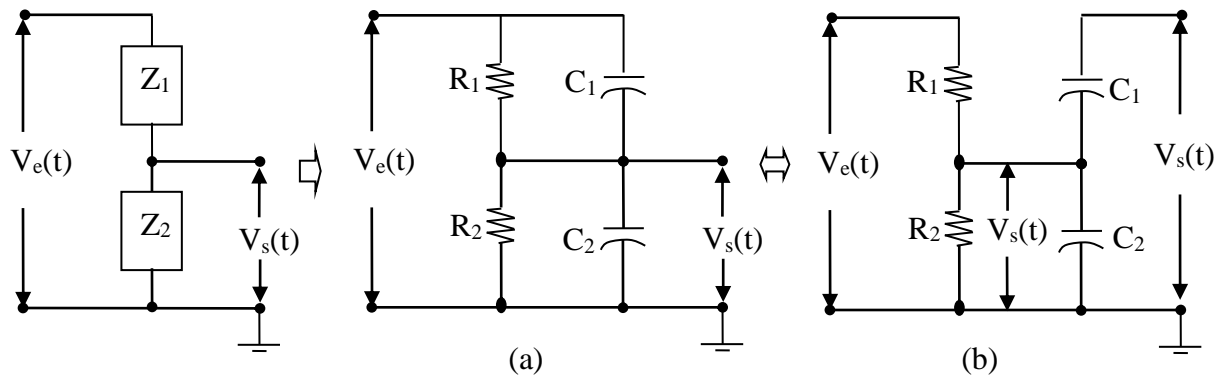 Z₁
Z₂
Vₑ(t)
Vₛ(t)
R₁
C₁
Vₑ(t)
R₂
C₂
Vₛ(t)
(a)
R₁
C₁
Vₑ(t)
Vₛ(t)
R₂
Vₛ(t)
C₂
(b)